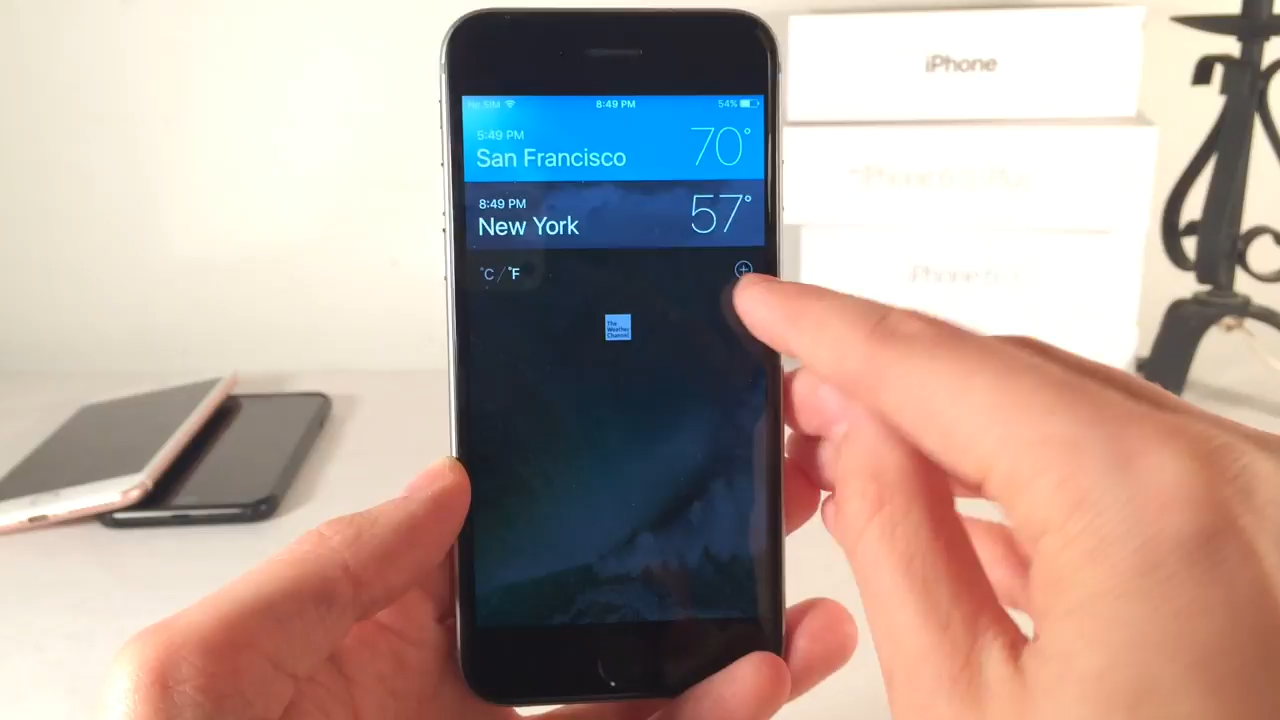 iPhone
No SIM 8:49 PM 54%
5:49 PM
San Francisco 70°
8:49 PM
New York 57°
°C / °F
The
Weather
Channel
iPhone